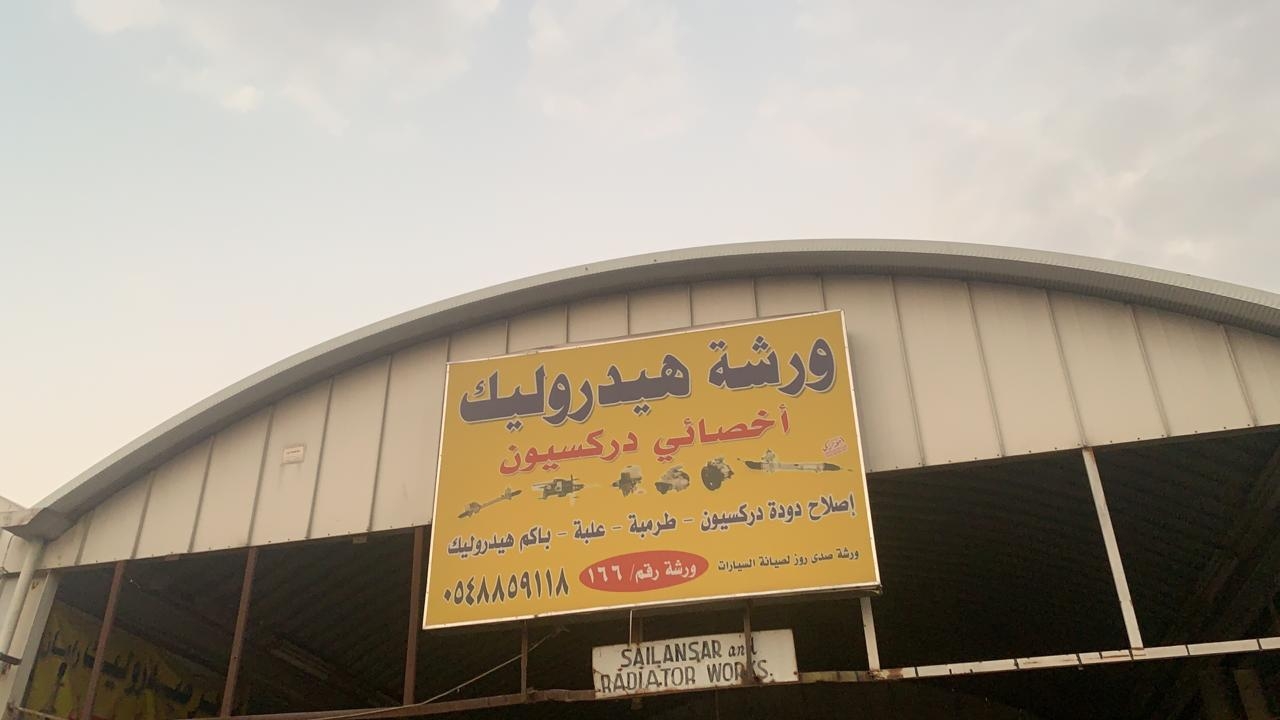 ورشة هيدروليك
أخصائي دركسيون
إصلاح دودة دركسيون - طرمبة - علبة - باكم هيدروليك
ورشة صدى روز لصيانة السيارات
ورشة رقم/ ١٦٦
٠٥٤٨٨٥٩١١٨
SAILANSAR and
RADIATOR WORKS.